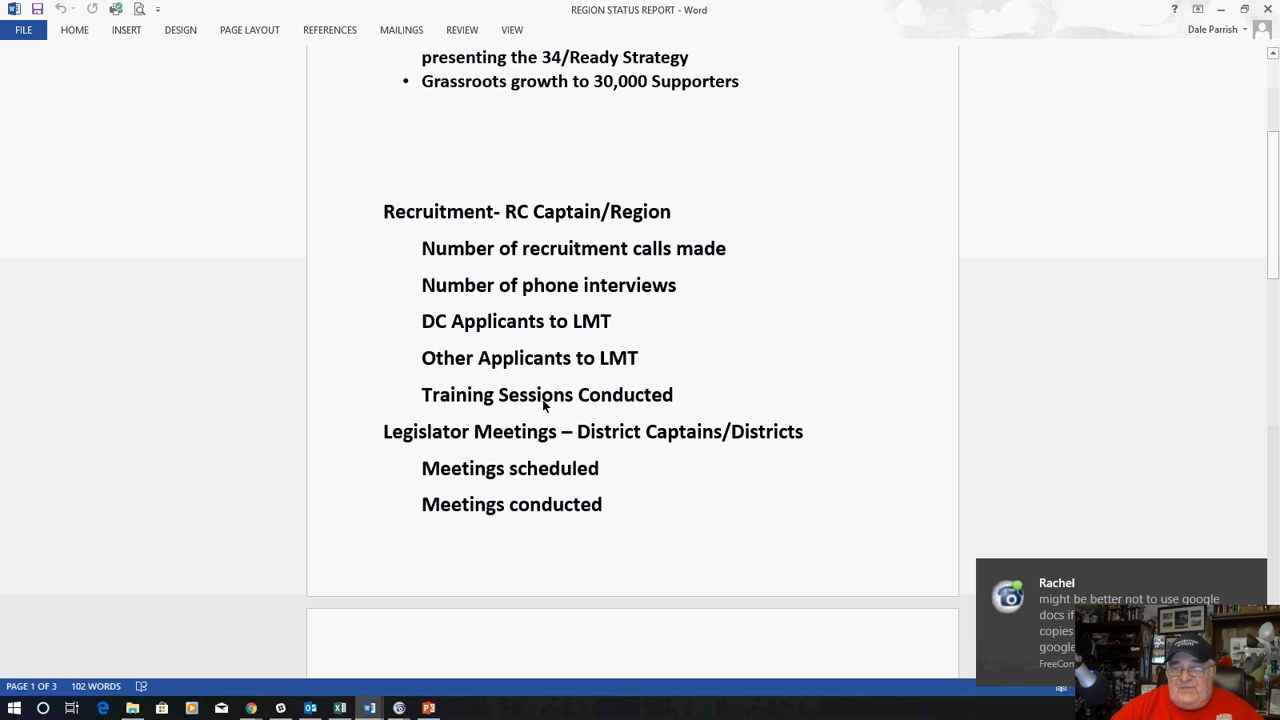 REGION STATUS REPORT - Word
FILE HOME INSERT DESIGN PAGE LAYOUT REFERENCES MAILINGS REVIEW VIEW
Dale Parrish
presenting the 34/Ready Strategy
• Grassroots growth to 30,000 Supporters
Recruitment- RC Captain/Region
Number of recruitment calls made
Number of phone interviews
DC Applicants to LMT
Other Applicants to LMT
Training Sessions Conducted
Legislator Meetings – District Captains/Districts
Meetings scheduled
Meetings conducted
Rachel
might be better not to use google
docs if
copies
google
PAGE 1 OF 3 102 WORDS